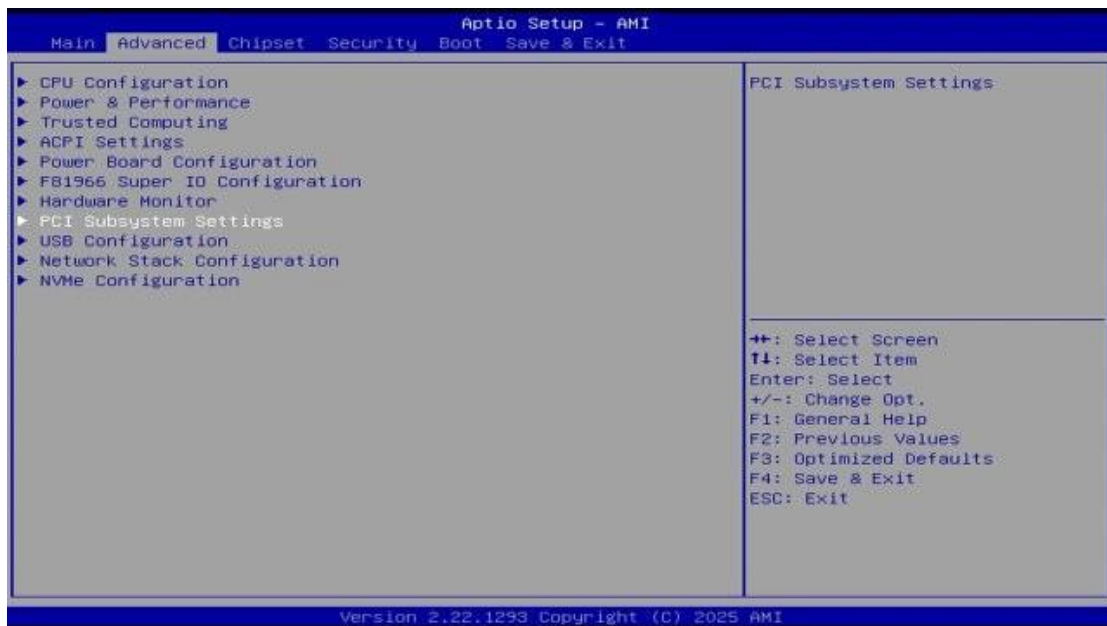 Aptio Setup - AMI
Main Advanced Chipset Security Boot Save & Exit
▶ CPU Configuration
▶ Power & Performance
▶ Trusted Computing
▶ ACPI Settings
▶ Power Board Configuration
▶ F81966 Super IO Configuration
▶ Hardware Monitor
▶ PCI Subsystem Settings
▶ USB Configuration
▶ Network Stack Configuration
▶ NVMe Configuration
PCI Subsystem Settings
→←: Select Screen
↑↓: Select Item
Enter: Select
+/-: Change Opt.
F1: General Help
F2: Previous Values
F3: Optimized Defaults
F4: Save & Exit
ESC: Exit
Version 2.22.1293 Copyright (C) 2025 AMI